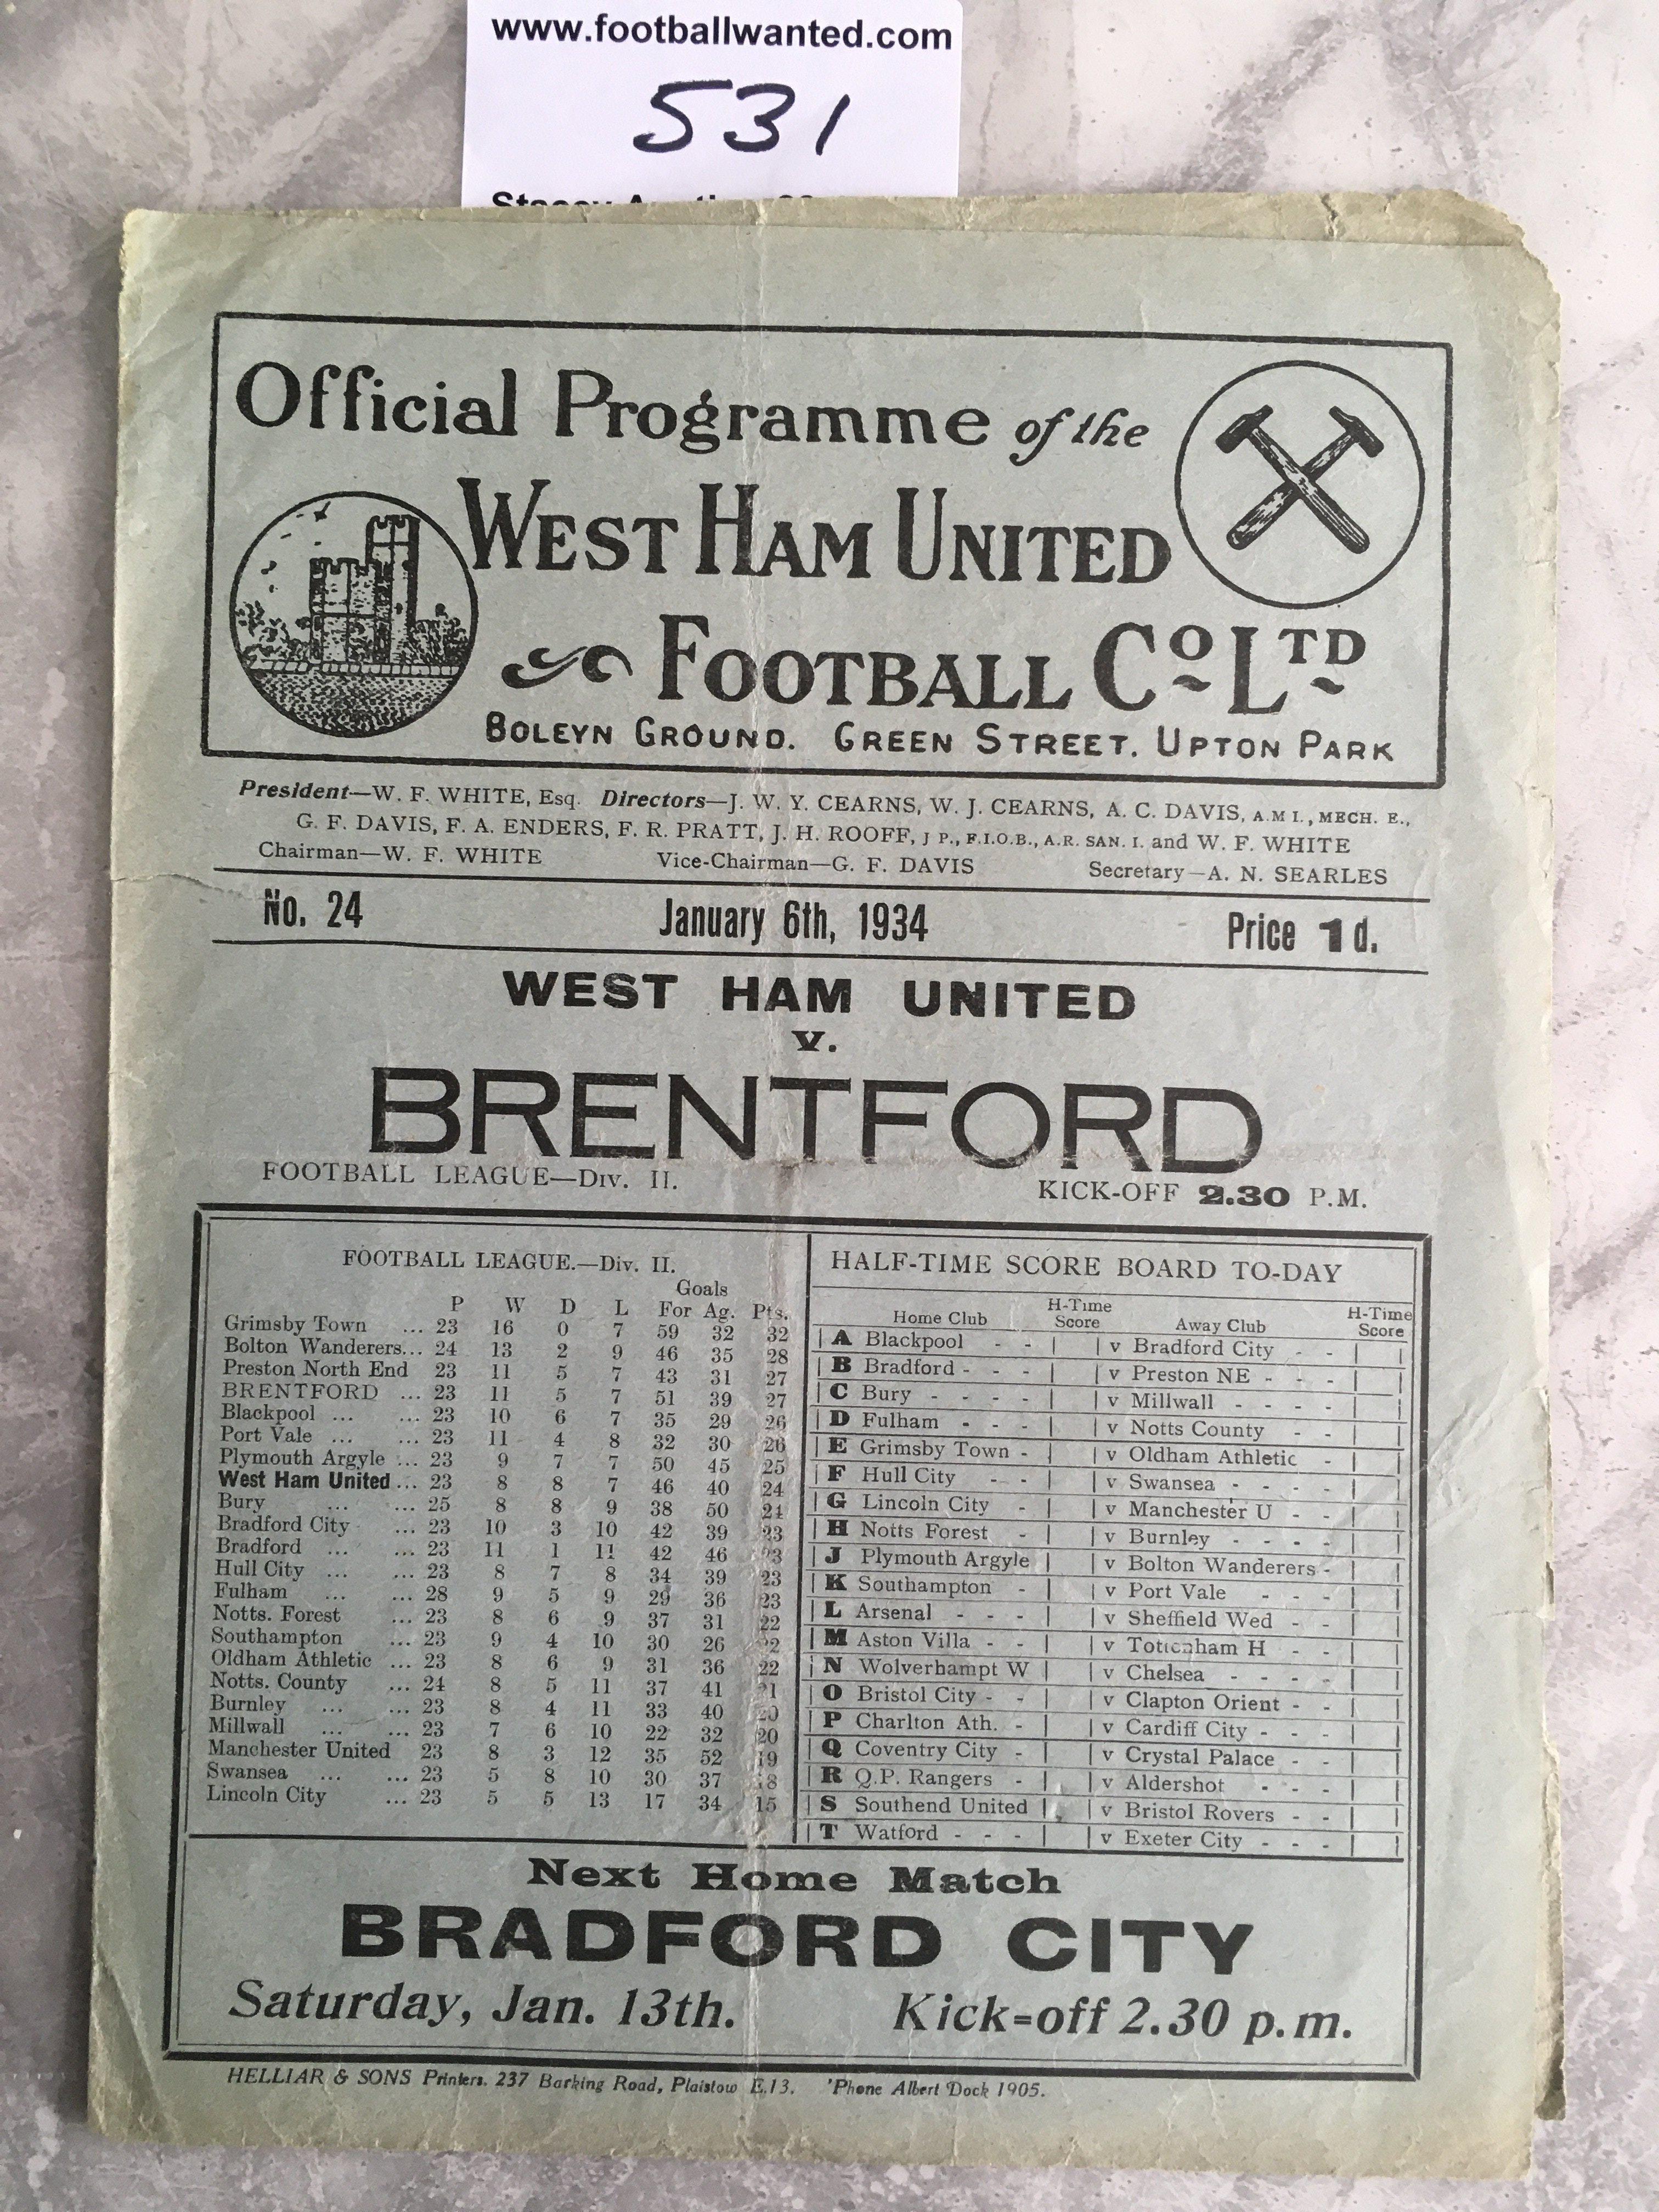 www.footballwanted.com
531
Official Programme of the
WEST HAM UNITED
FOOTBALL CO LTD
BOLEYN GROUND. GREEN STREET. UPTON PARK
President—W. F. WHITE, Esq. Directors—J. W. Y. CEARNS, W. J. CEARNS, A. C. DAVIS, A.M I., MECH. E.,
G. F. DAVIS, F. A. ENDERS, F. R. PRATT, J. H. ROOFF, J P., F.I.O.B., A.R. SAN. I. and W. F. WHITE
Chairman—W. F. WHITE Vice-Chairman—G. F. DAVIS Secretary—A. N. SEARLES
No. 24 January 6th, 1934 Price 1d.
WEST HAM UNITED
v.
BRENTFORD
FOOTBALL LEAGUE—Div. II. KICK-OFF 2.30 P.M.
FOOTBALL LEAGUE.—Div. II.
Goals
P W D L For Ag. Pts.
Grimsby Town ... 23 16 0 7 59 32 32
Bolton Wanderers... 24 13 2 9 46 35 28
Preston North End 23 11 5 7 43 31 27
BRENTFORD ... 23 11 5 7 51 39 27
Blackpool ... ... 23 10 6 7 35 29 26
Port Vale ... ... 23 11 4 8 32 30 26
Plymouth Argyle ... 23 9 7 7 50 45 25
West Ham United ... 23 8 8 7 46 40 24
Bury ... ... 25 8 8 9 38 50 24
Bradford City ... 23 10 3 10 42 39 23
Bradford ... ... 23 11 1 11 42 46 23
Hull City ... ... 23 8 7 8 34 39 23
Fulham ... ... 28 9 5 9 29 36 23
Notts. Forest ... 23 8 6 9 37 31 22
Southampton ... 23 9 4 10 30 26 22
Oldham Athletic ... 23 8 6 9 31 36 22
Notts. County ... 24 8 5 11 37 41 21
Burnley ... ... 23 8 4 11 33 40 20
Millwall ... ... 23 7 6 10 22 32 20
Manchester United 23 8 3 12 35 52 19
Swansea ... ... 23 5 8 10 30 37 18
Lincoln City ... 23 5 5 13 17 34 15
HALF-TIME SCORE BOARD TO-DAY
Home Club H-Time Score Away Club H-Time Score
A Blackpool - - v Bradford City - -
B Bradford - - - v Preston NE - - -
C Bury - - - - v Millwall - - - -
D Fulham - - - v Notts County - -
E Grimsby Town - v Oldham Athletic -
F Hull City - - v Swansea - - - -
G Lincoln City - v Manchester U - -
H Notts Forest - v Burnley - - - -
J Plymouth Argyle v Bolton Wanderers -
K Southampton - v Port Vale - - -
L Arsenal - - - v Sheffield Wed - -
M Aston Villa - - v Tottenham H - -
N Wolverhampt W v Chelsea - - - -
O Bristol City - - v Clapton Orient - -
P Charlton Ath. - v Cardiff City - - -
Q Coventry City - v Crystal Palace - -
R Q.P. Rangers - v Aldershot - - -
S Southend United v Bristol Rovers - -
T Watford - - - v Exeter City - - -
Next Home Match
BRADFORD CITY
Saturday, Jan. 13th. Kick-off 2.30 p.m.
HELLIAR & SONS Printers. 237 Barking Road, Plaistow E.13. 'Phone Albert Dock 1905.